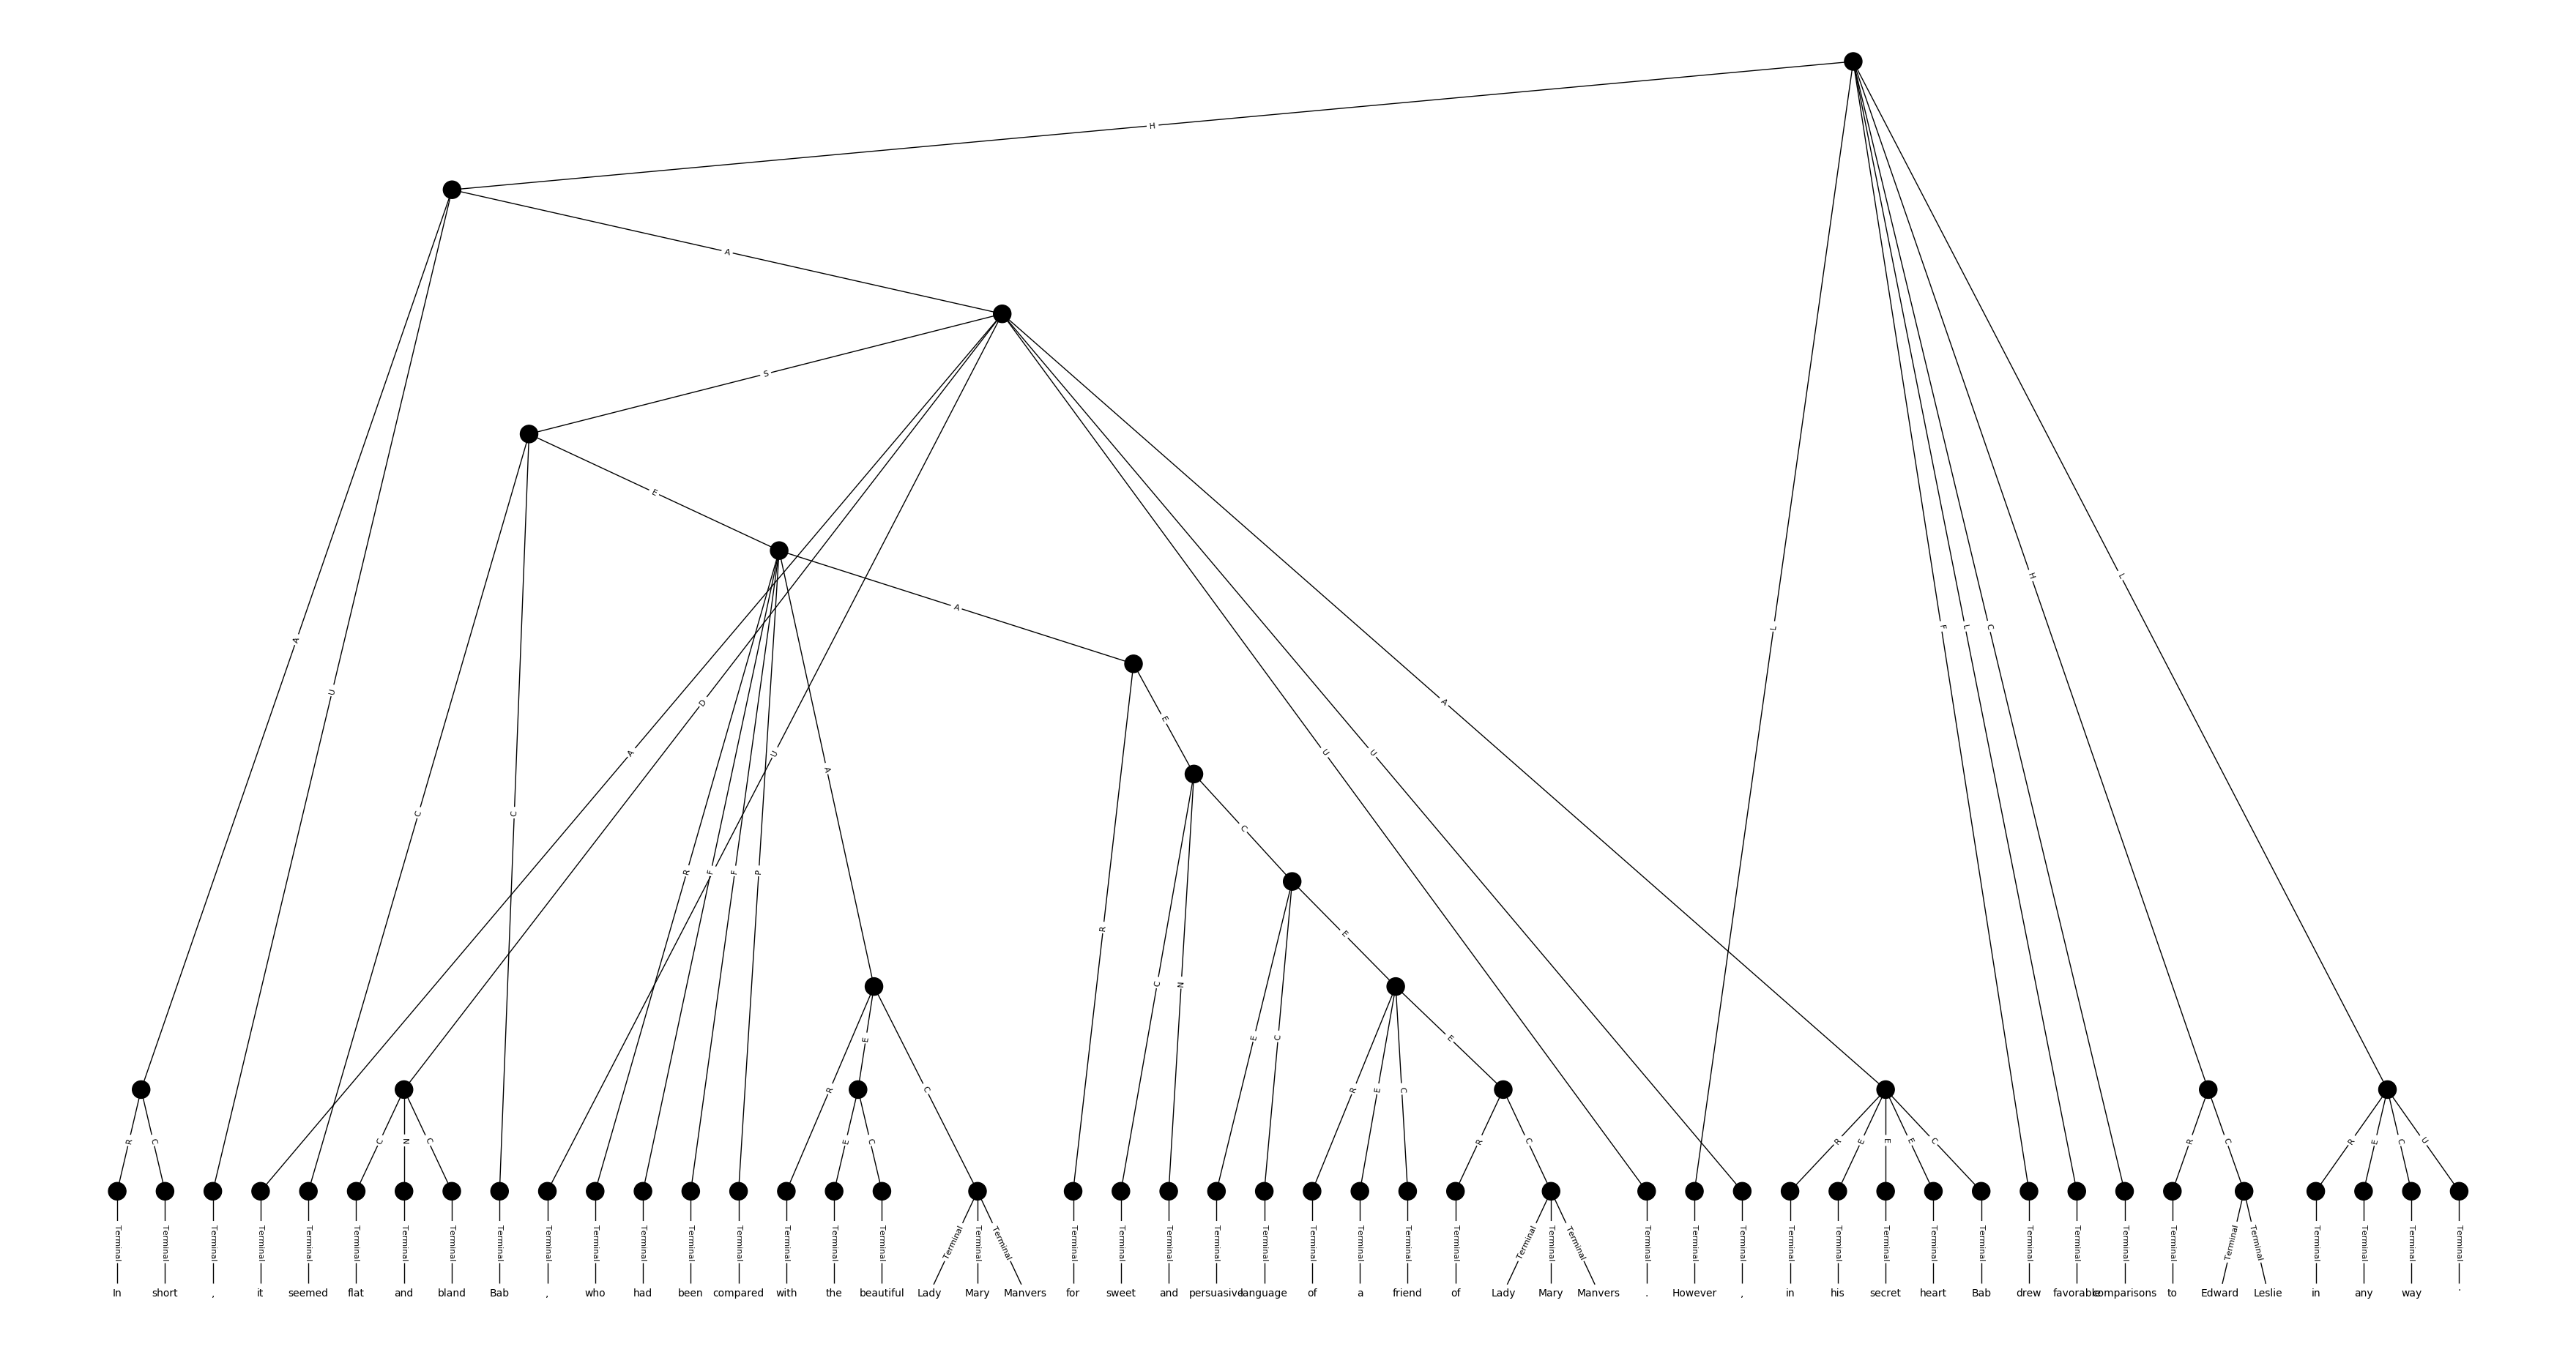 H
A
S
E
A
A U
A U D C C R F F P U A R E C C N C E E C E U U A L F L C H L
R C C N C R E C E C R E C E R C R E E E C R C R E C U
Terminal Terminal Terminal Terminal Terminal Terminal Terminal Terminal Terminal Terminal Terminal Terminal Terminal Terminal Terminal Terminal Terminal Terminal Terminal Terminal Terminal Terminal Terminal Terminal Terminal Terminal Terminal Terminal Terminal Terminal Terminal Terminal Terminal Terminal Terminal Terminal Terminal Terminal Terminal Terminal Terminal Terminal Terminal Terminal Terminal Terminal Terminal Terminal Terminal Terminal
In short , it seemed flat and bland Bab , who had been compared with the beautiful Lady Mary Manvers for sweet and persuasive language of a friend of Lady Mary Manvers . However , in his secret heart Bab drew favorable comparisons to Edward Leslie in any way .